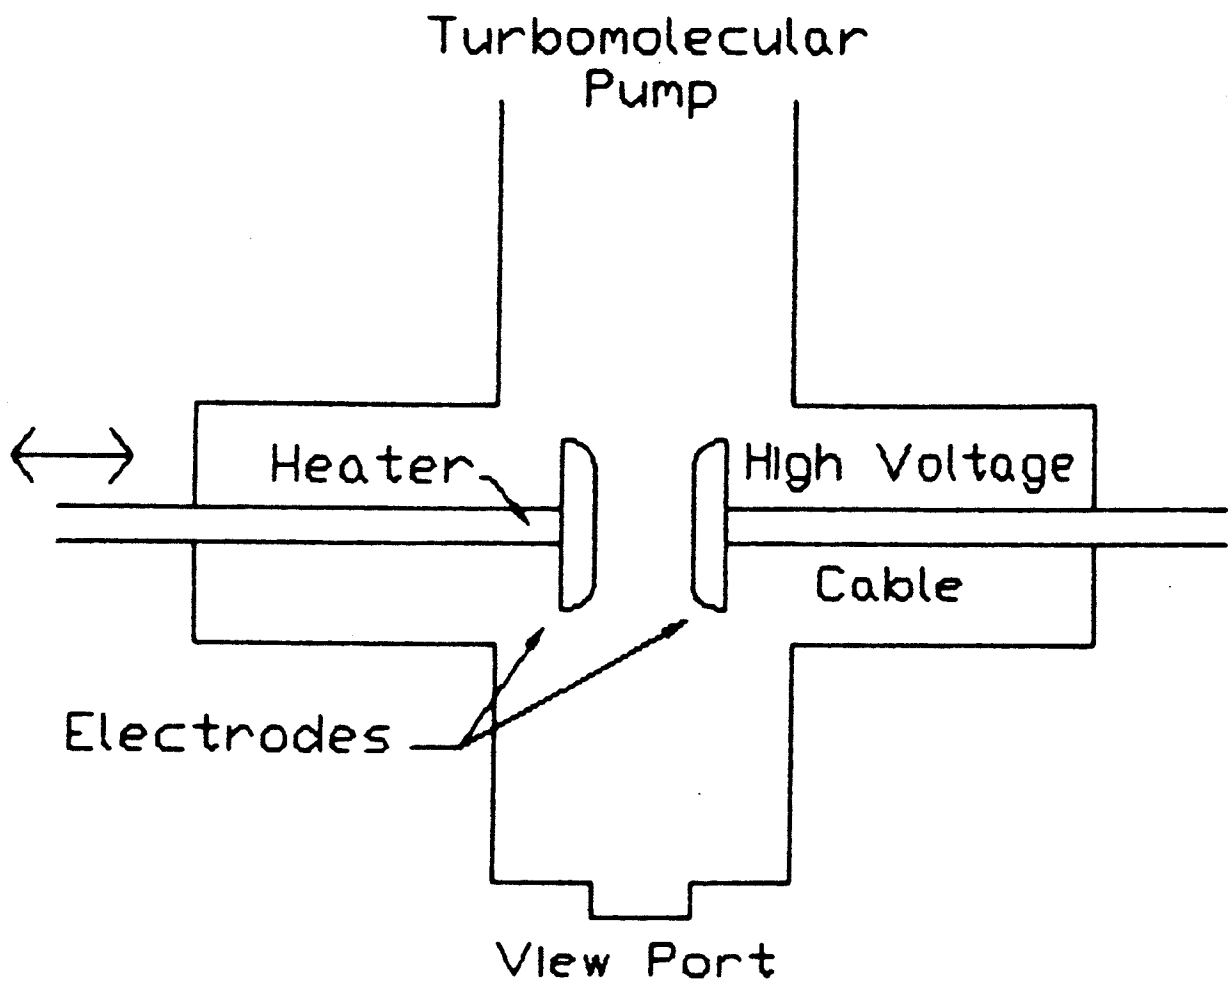 Turbomolecular
Pump
Heater
High Voltage
Cable
Electrodes
View Port